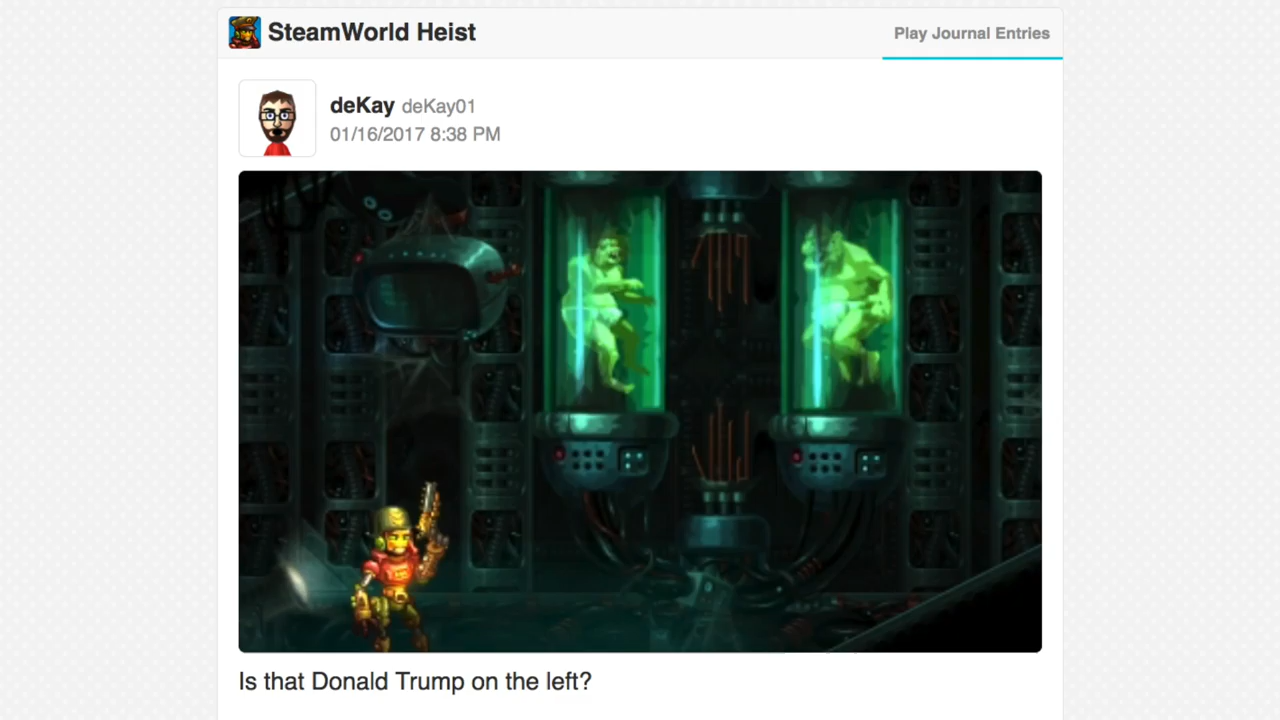 SteamWorld Heist
Play Journal Entries
deKay deKay01
01/16/2017 8:38 PM
Is that Donald Trump on the left?